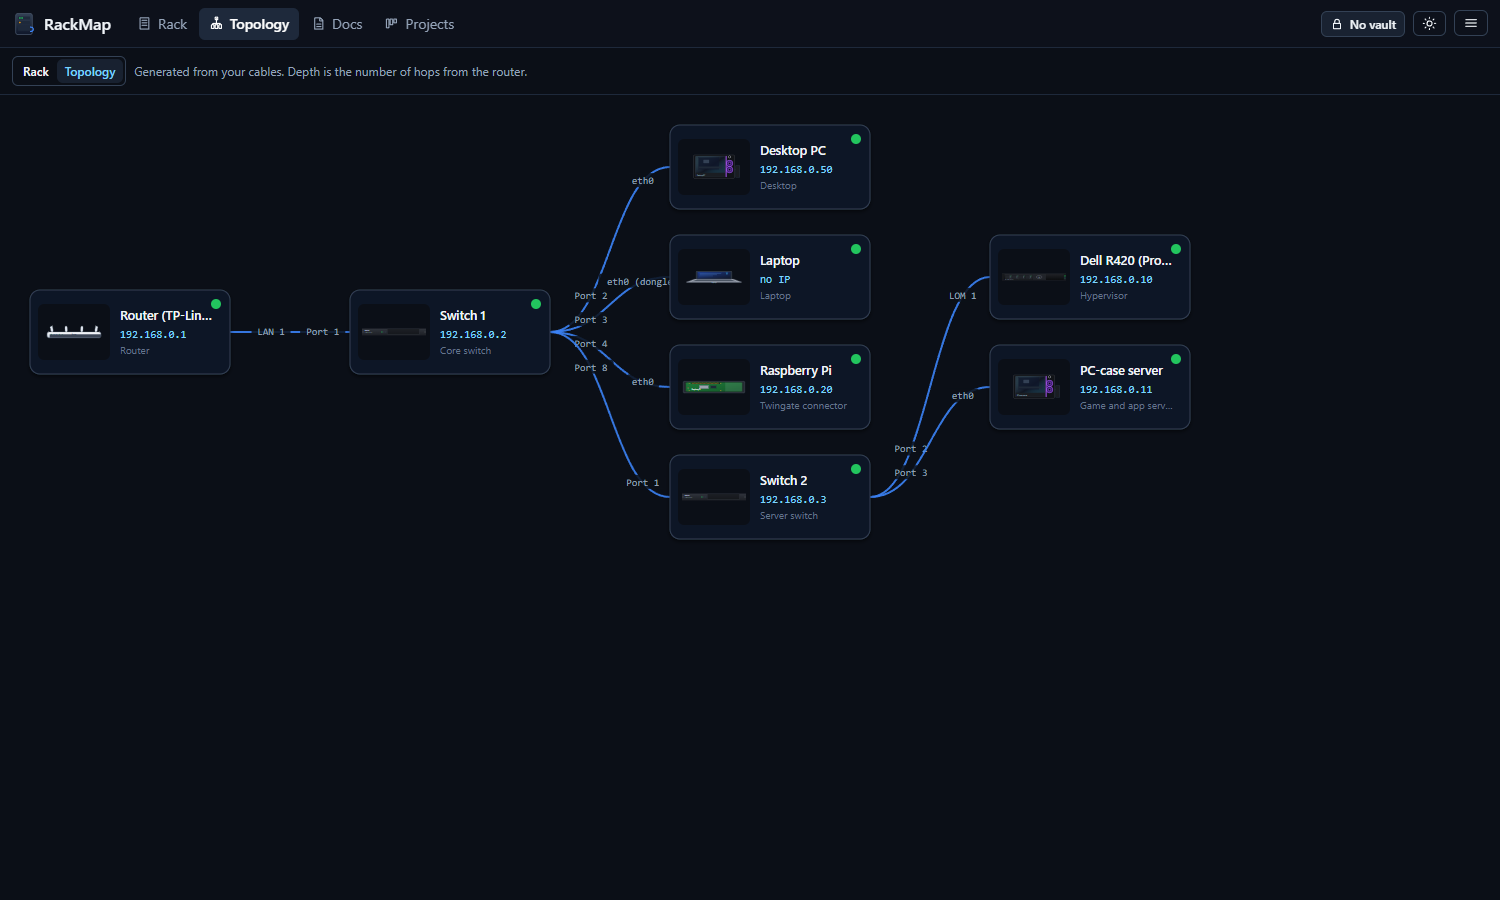 RackMap
Rack
Topology
Docs
Projects
No vault
Rack
Topology
Generated from your cables. Depth is the number of hops from the router.
Router (TP-Lin...
192.168.0.1
Router
LAN 1
Port 1
Switch 1
192.168.0.2
Core switch
Port 2
Port 3
Port 4
Port 8
eth0
eth0 (dongl
eth0
Port 1
Desktop PC
192.168.0.50
Desktop
Laptop
no IP
Laptop
Raspberry Pi
192.168.0.20
Twingate connector
Switch 2
192.168.0.3
Server switch
Port 2
Port 3
LOM 1
eth0
Dell R420 (Pro...
192.168.0.10
Hypervisor
PC-case server
192.168.0.11
Game and app serv...